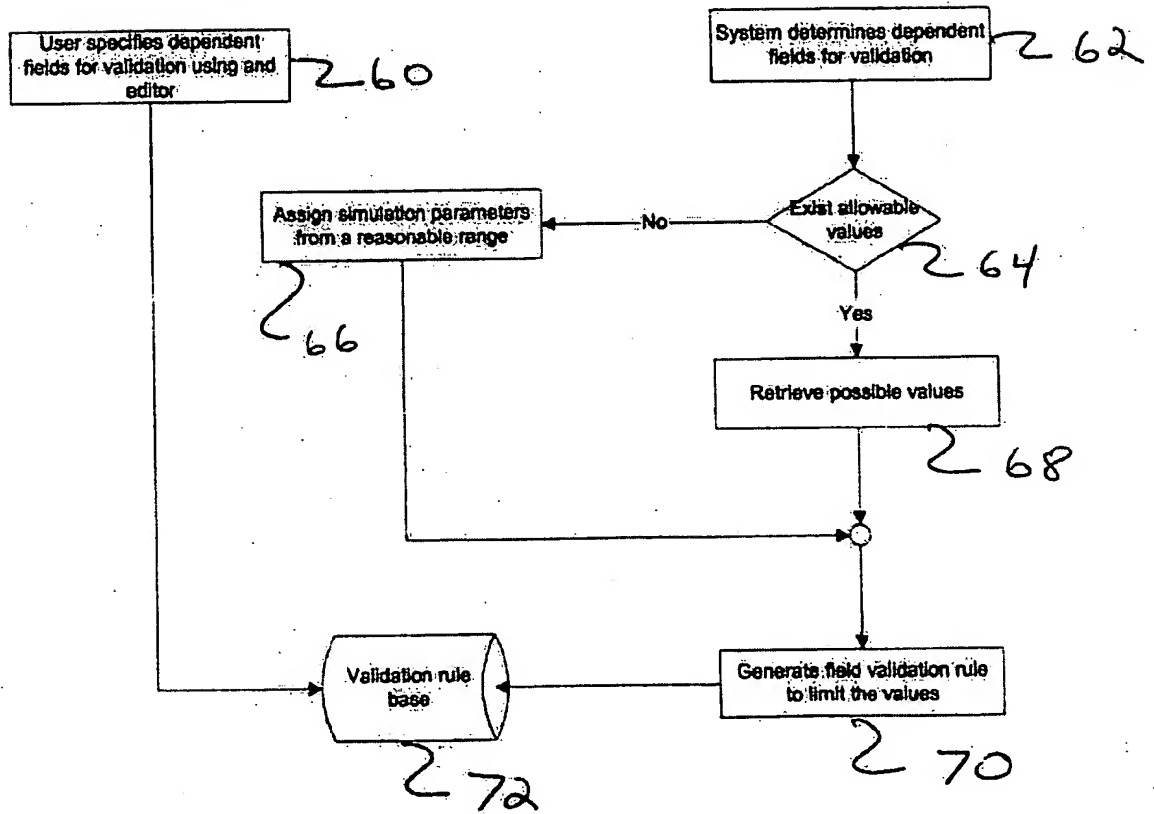 User specifies dependent
fields for validation using and
editor
60
System determines dependent
fields for validation
62
Assign simulation parameters
from a reasonable range
66
No
Exist allowable
values
64
Yes
Retrieve possible values
68
Validation rule
base
72
Generate field validation rule
to limit the values
70